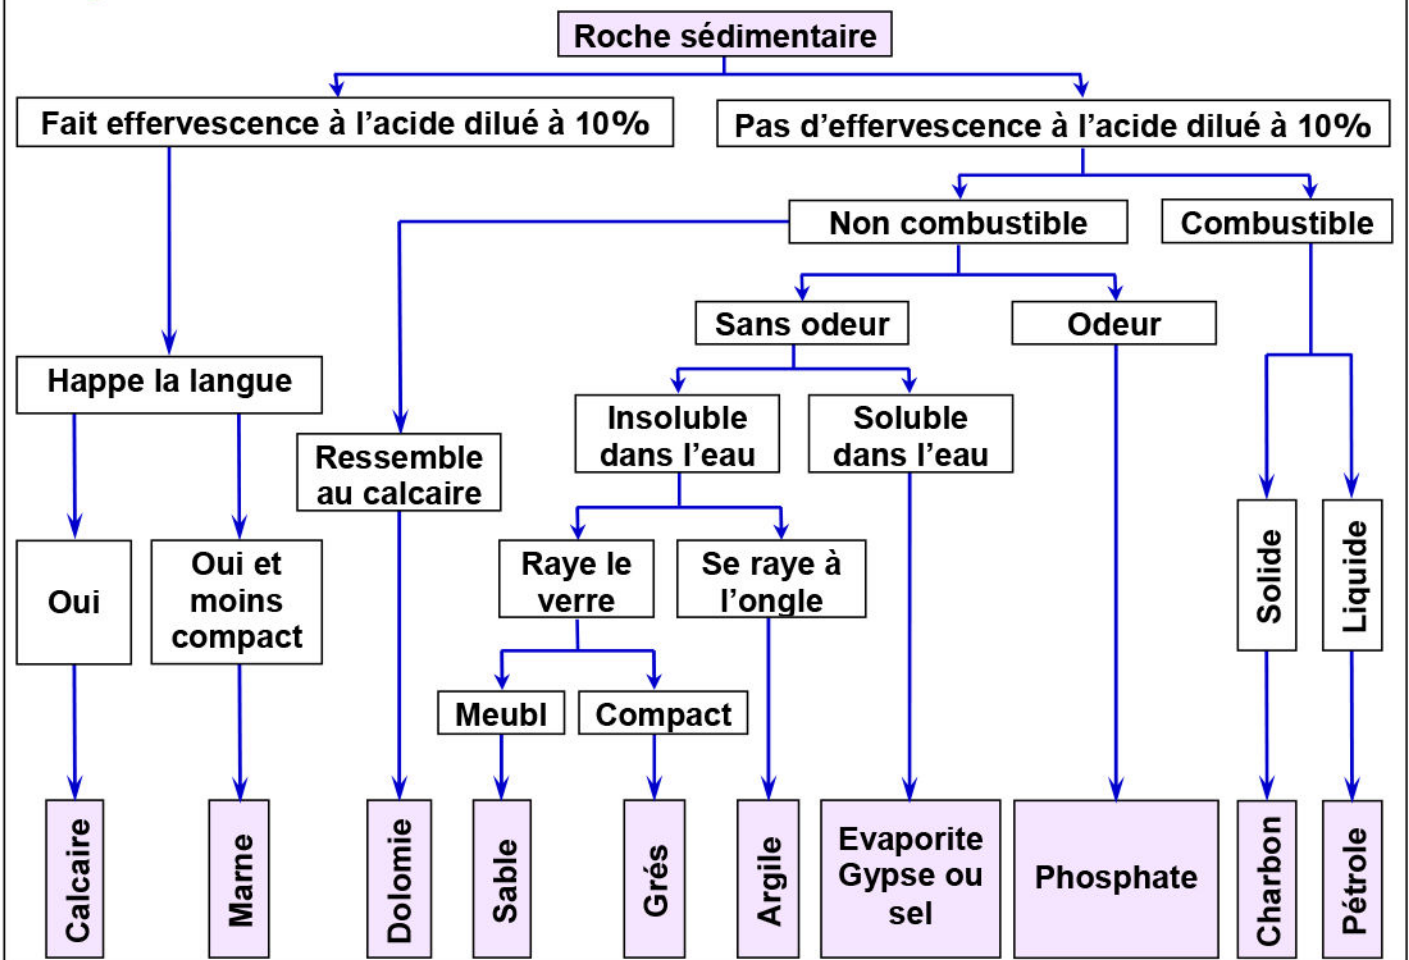 Roche sédimentaire
Fait effervescence à l’acide dilué à 10%
Pas d’effervescence à l’acide dilué à 10%
Non combustible
Combustible
Sans odeur
Odeur
Happe la langue
Insoluble
dans l’eau
Soluble
dans l’eau
Ressemble
au calcaire
Solide
Liquide
Oui
Oui et
moins
compact
Raye le
verre
Se raye à
l’ongle
Meubl
Compact
Calcaire
Marne
Dolomie
Sable
Grés
Argile
Evaporite
Gypse ou
sel
Phosphate
Charbon
Pétrole